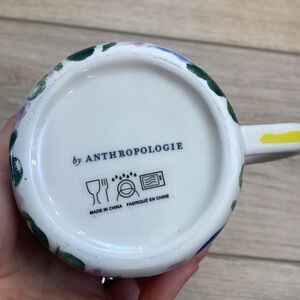 by ANTHROPOLOGIE
MADE IN CHINA FABRIQUÉ EN CHINE